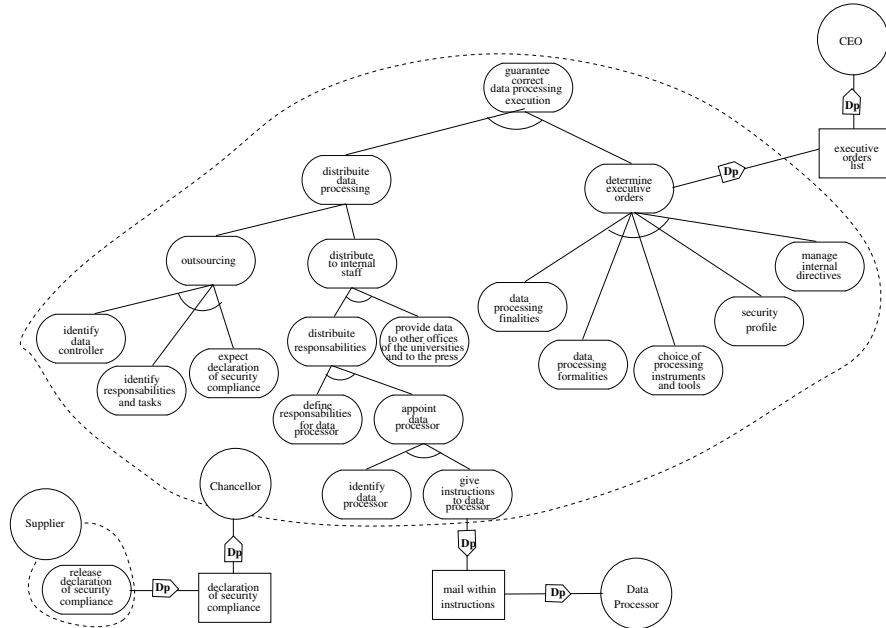 CEO
Dp
executive
orders
list
Dp
guarantee
correct
data processing
execution
distribuite
data
processing
determine
executive
orders
outsourcing
distribute
to internal
staff
manage
internal
directives
data
processing
finalities
security
profile
identify
data
controller
distribuite
responsabilities
provide data
to other offices
of the universities
and to the press
expect
declaration
of security
compliance
identify
responsabilities
and tasks
data
processing
formalities
choice of
processing
instruments
and tools
define
responsabilities
for data
processor
appoint
data
processor
Chancellor
identify
data
processor
give
instructions
to data
processor
Supplier
Dp
Dp
release
declaration
of security
compliance
Dp
declaration
of security
compliance
mail within
instructions
Dp
Data
Processor